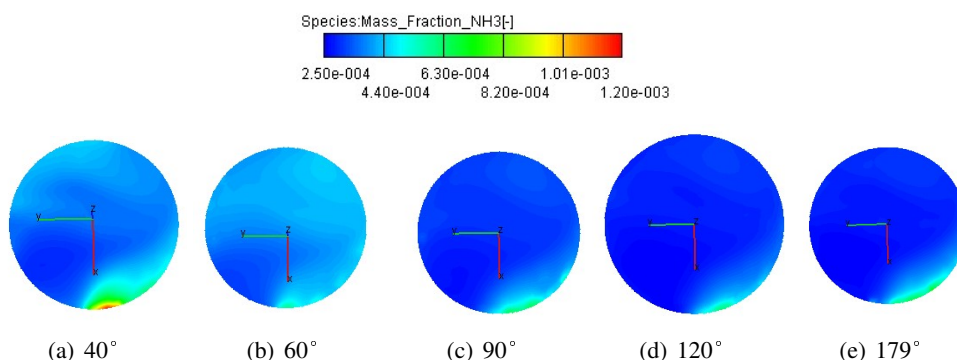 Species:Mass_Fraction_NH3[-]
2.50e-004 6.30e-004 1.01e-003
4.40e-004 8.20e-004 1.20e-003
Z Z Z Z Z
y y y y y
x x x x x
(a) 40° (b) 60° (c) 90° (d) 120° (e) 179°